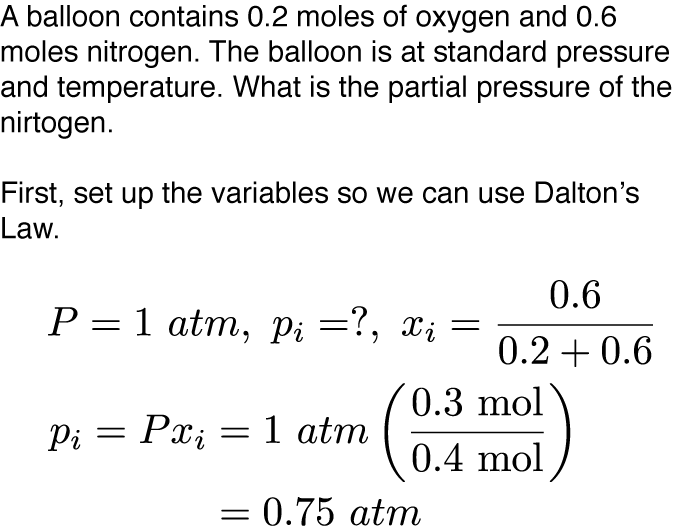 A balloon contains 0.2 moles of oxygen and 0.6
moles nitrogen. The balloon is at standard pressure
and temperature. What is the partial pressure of the
nirtogen.
First, set up the variables so we can use Dalton's
Law.
P = 1 atm, p_i =?, x_i = \frac{0.6}{0.2 + 0.6}
p_i = Px_i = 1 atm \left( \frac{0.3 mol}{0.4 mol} \right)
= 0.75 atm